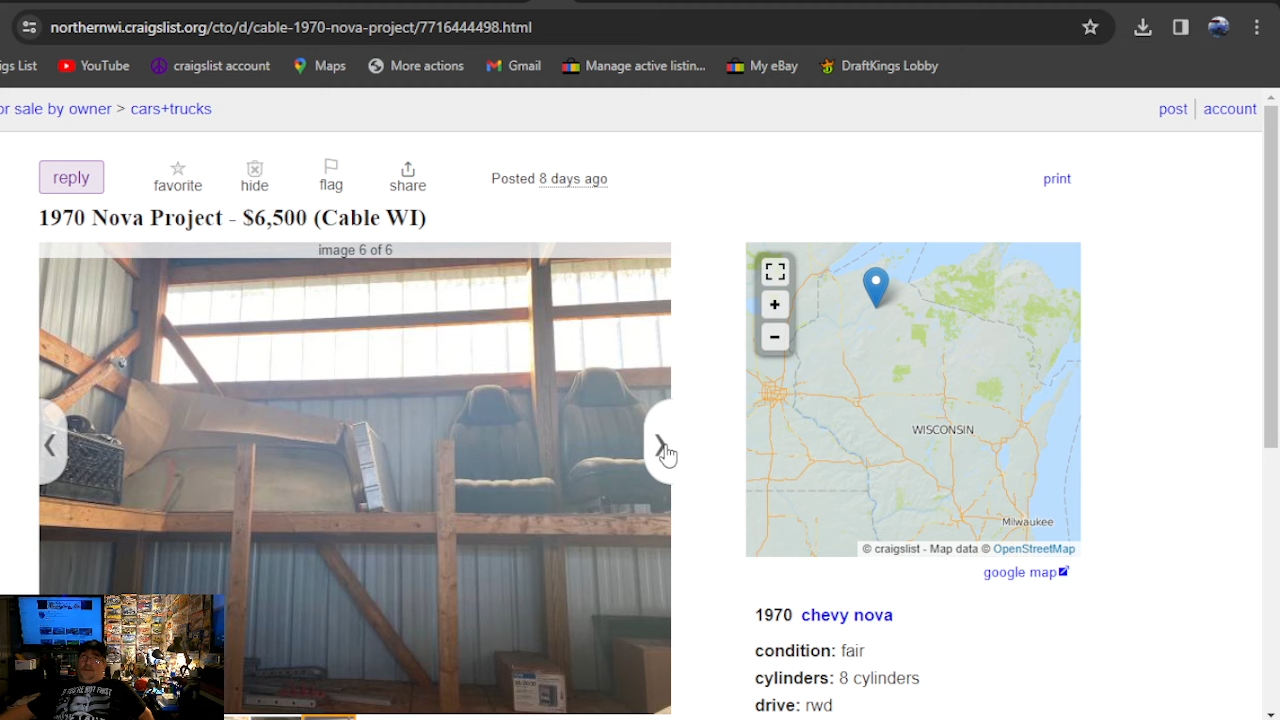 northernwi.craigslist.org/cto/d/cable-1970-nova-project/7716444498.html
gs List YouTube craigslist account Maps More actions Gmail Manage active listin... My eBay DraftKings Lobby
or sale by owner > cars+trucks post account
reply favorite hide flag share Posted 8 days ago print
1970 Nova Project - $6,500 (Cable WI)
image 6 of 6
+
-
WISCONSIN
Milwaukee
© craigslist - Map data © OpenStreetMap
google map
1970 chevy nova
condition: fair
cylinders: 8 cylinders
drive: rwd